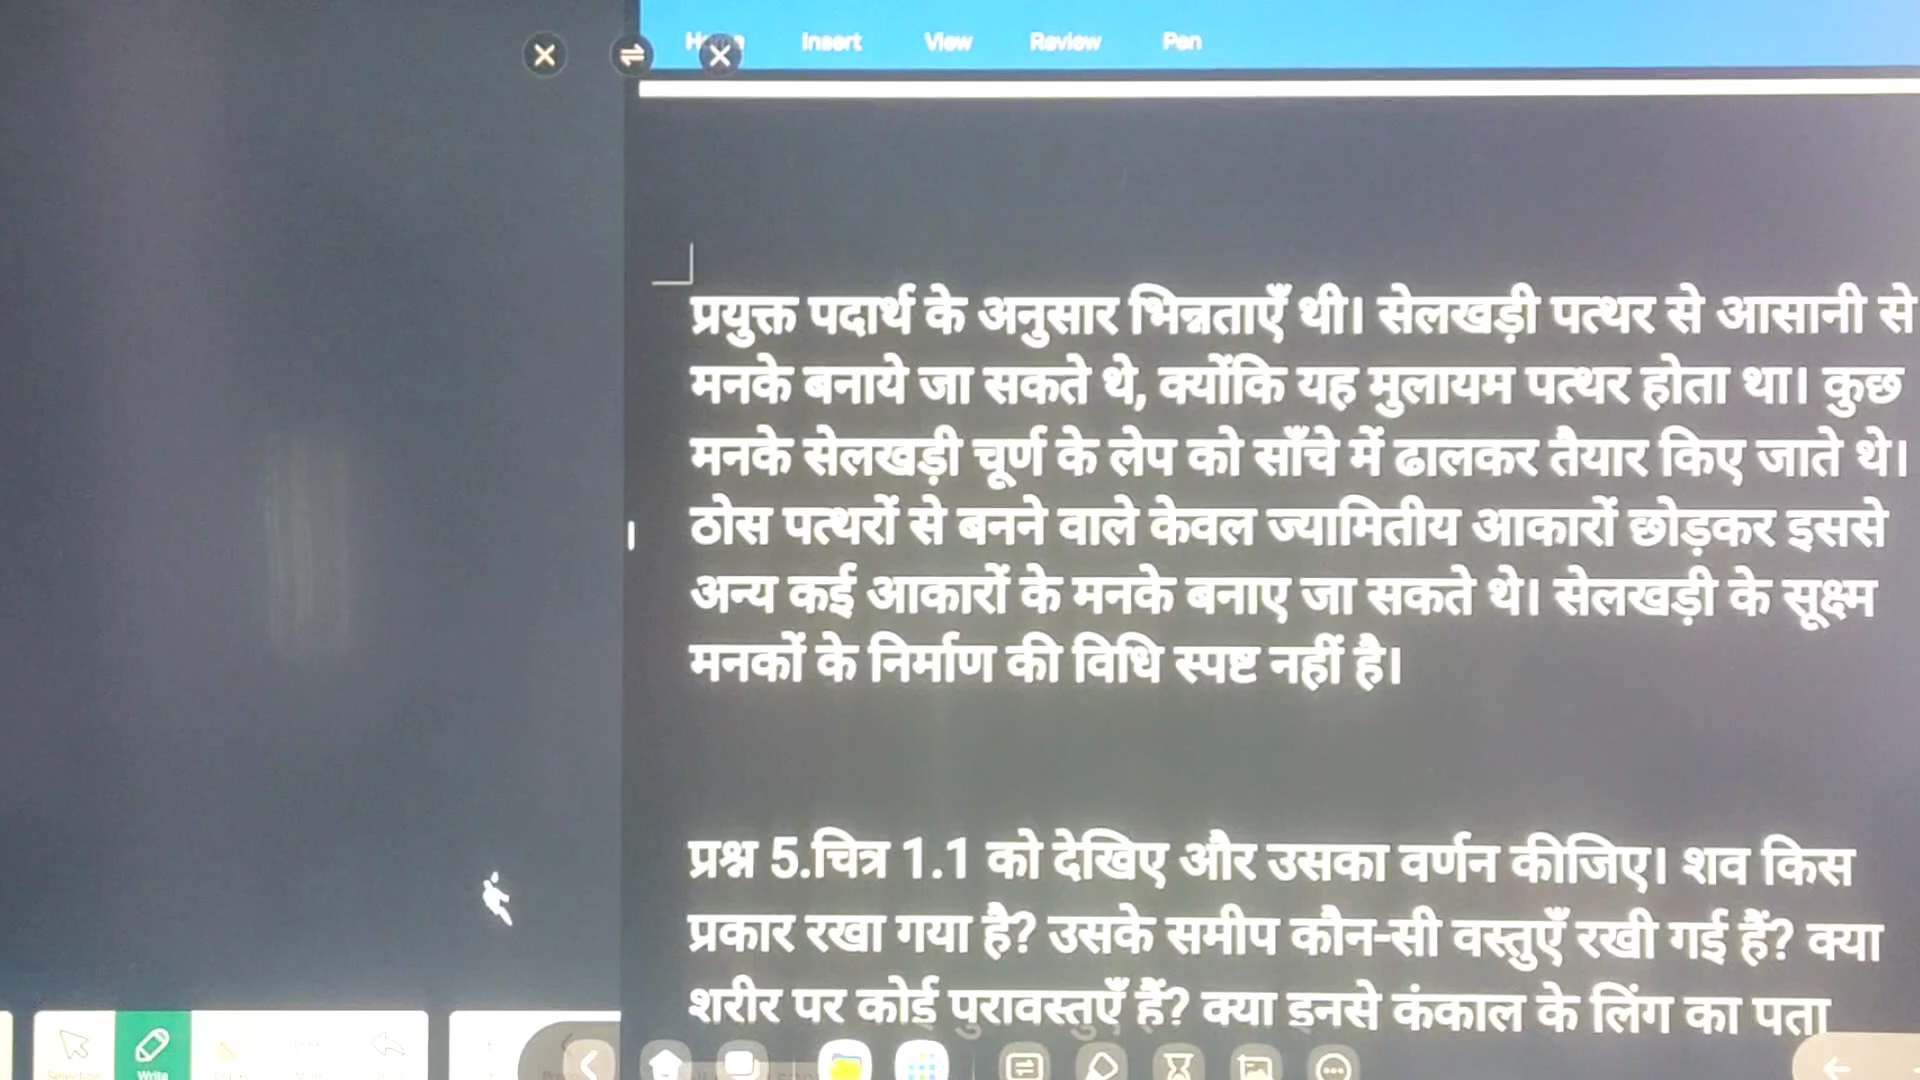 Insert View Review Pen
प्रयुक्त पदार्थ के अनुसार भिन्नताएँ थी। सेलखड़ी पत्थर से आसानी से
मनके बनाये जा सकते थे, क्योंकि यह मुलायम पत्थर होता था। कुछ
मनके सेलखड़ी चूर्ण के लेप को साँचे में ढालकर तैयार किए जाते थे।
ठोस पत्थरों से बनने वाले केवल ज्यामितीय आकारों छोड़कर इससे
अन्य कई आकारों के मनके बनाए जा सकते थे। सेलखड़ी के सूक्ष्म
मनकों के निर्माण की विधि स्पष्ट नहीं है।
प्रश्न 5.चित्र 1.1 को देखिए और उसका वर्णन कीजिए। शव किस
प्रकार रखा गया है? उसके समीप कौन-सी वस्तुएँ रखी गई हैं? क्या
शरीर पर कोई पुरावस्तुएँ हैं? क्या इनसे कंकाल के लिंग का पता
Selection Write